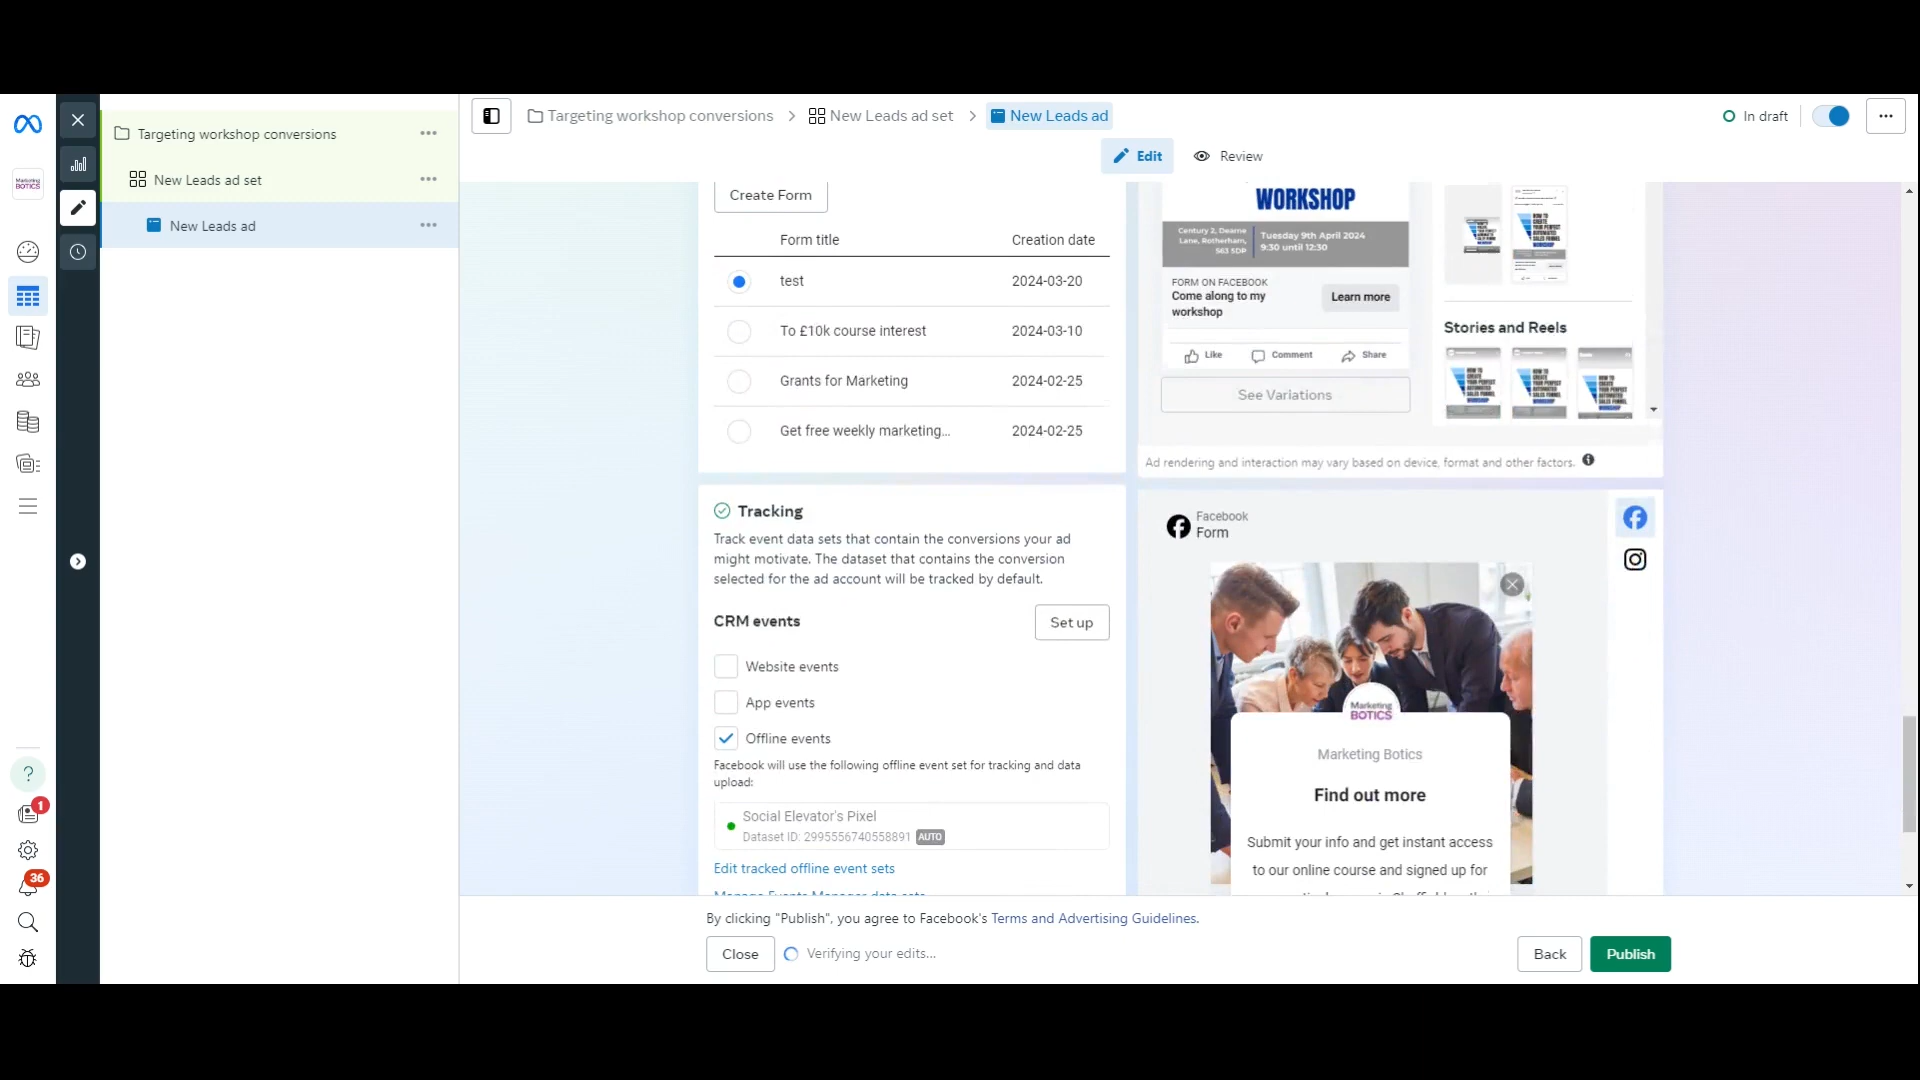 Targeting workshop conversions
New Leads ad set
New Leads ad
Targeting workshop conversions
New Leads ad set
New Leads ad
In draft
Edit
Review
Create Form
Form title
Creation date
test
2024-03-20
To £10k course interest
2024-03-10
Grants for Marketing
2024-02-25
Get free weekly marketing...
2024-02-25
Tracking
Track event data sets that contain the conversions your ad
might motivate. The dataset that contains the conversion
selected for the ad account will be tracked by default.
CRM events
Set up
Website events
App events
Offline events
Facebook will use the following offline event set for tracking and data
upload:
Social Elevator's Pixel
Dataset ID: 2995556740558891 AUTO
Edit tracked offline event sets
WORKSHOP
Century 2, Dearne
Lane, Rotherham,
S63 5DP
Tuesday 9th April 2024
9:30 until 12:30
FORM ON FACEBOOK
Come along to my
workshop
Learn more
Like
Comment
Share
See Variations
Stories and Reels
Ad rendering and interaction may vary based on device, format and other factors.
Facebook
Form
Marketing
BOTICS
Marketing Botics
Find out more
Submit your info and get instant access
to our online course and signed up for
By clicking "Publish", you agree to Facebook's Terms and Advertising Guidelines.
Close
Verifying your edits...
Back
Publish
1
36